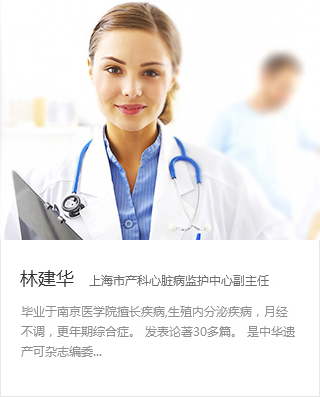 林建华 上海市产科心脏病监护中心副主任
毕业于南京医学院擅长疾病,生殖内分泌疾病，月经
不调，更年期综合症。 发表论著30多篇。 是中华遗
产可杂志编委...